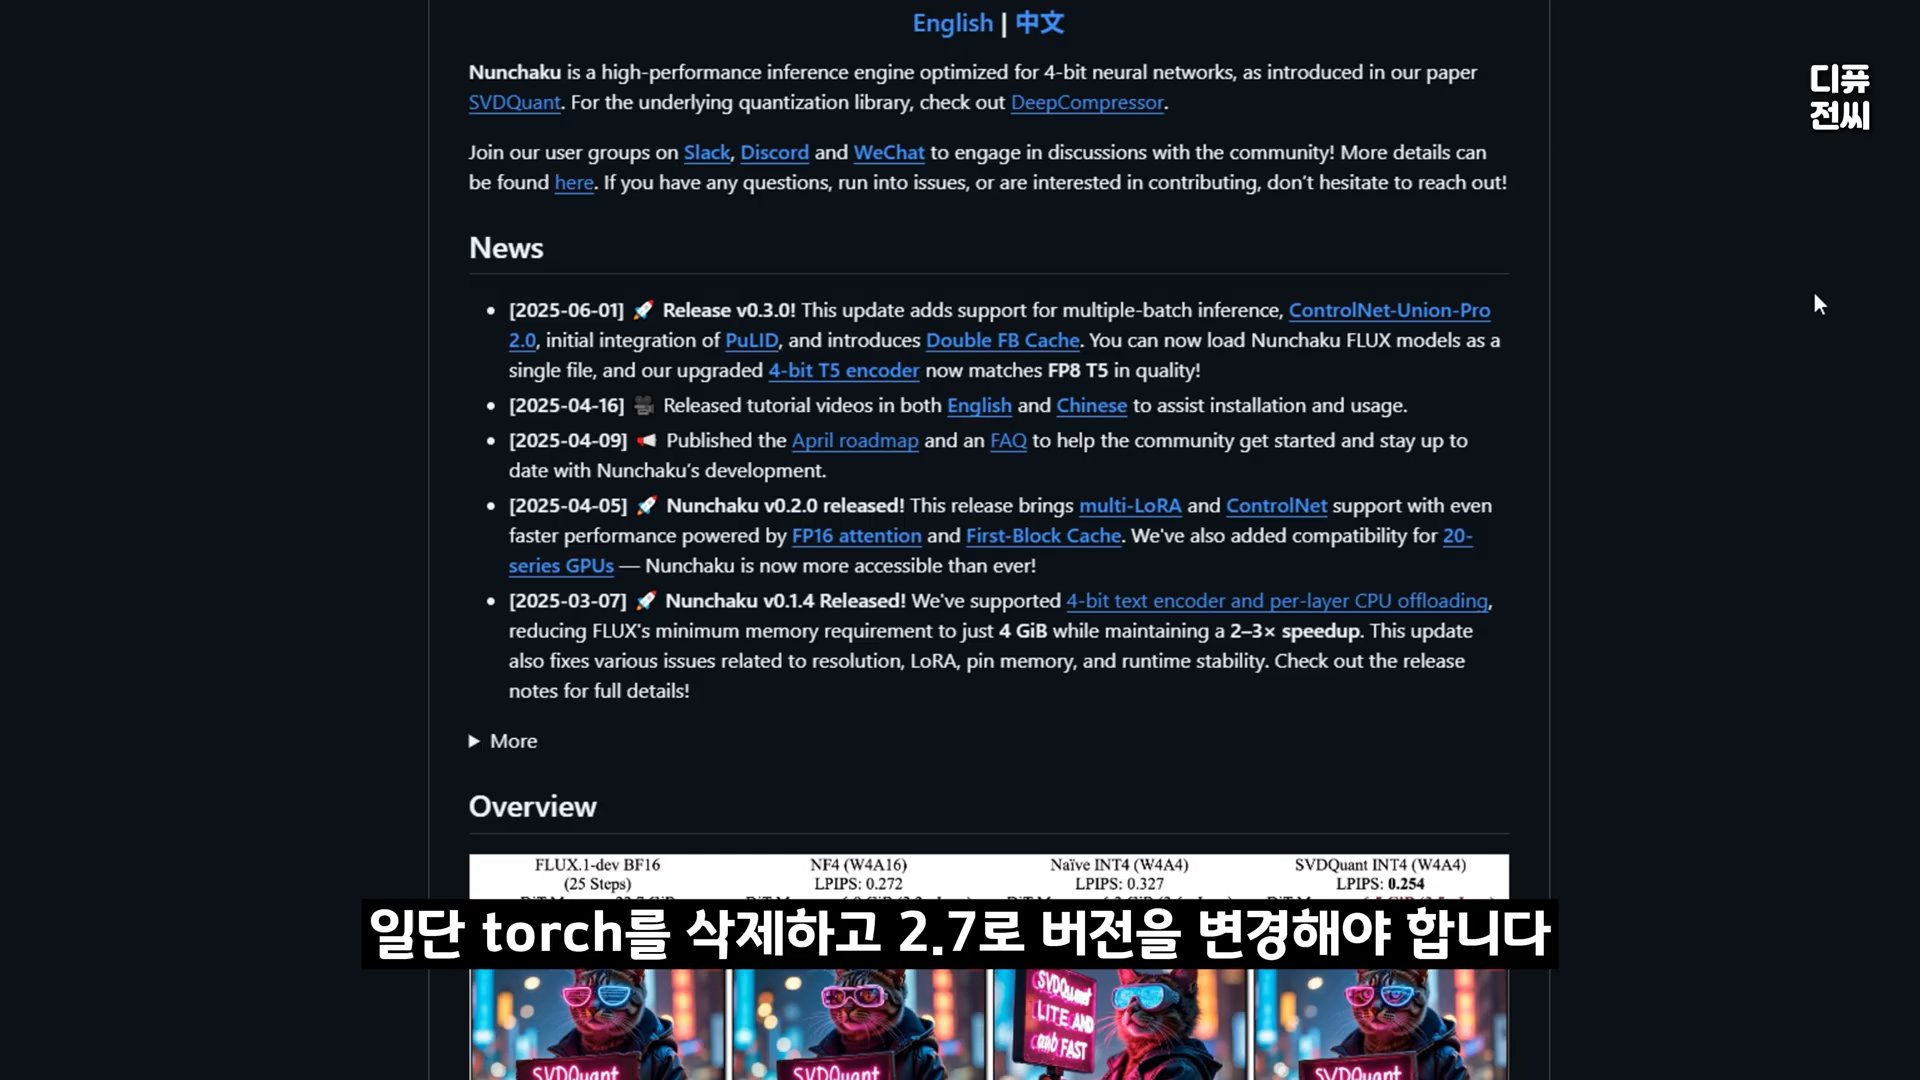 English | 中文
디퓨
전씨
Nunchaku is a high-performance inference engine optimized for 4-bit neural networks, as introduced in our paper
SVDQuant. For the underlying quantization library, check out DeepCompressor.
Join our user groups on Slack, Discord and WeChat to engage in discussions with the community! More details can
be found here. If you have any questions, run into issues, or are interested in contributing, don't hesitate to reach out!
News
• [2025-06-01] 🚀 Release v0.3.0! This update adds support for multiple-batch inference, ControlNet-Union-Pro
2.0, initial integration of PuLID, and introduces Double FB Cache. You can now load Nunchaku FLUX models as a
single file, and our upgraded 4-bit T5 encoder now matches FP8 T5 in quality!
• [2025-04-16] 🎥 Released tutorial videos in both English and Chinese to assist installation and usage.
• [2025-04-09] 📢 Published the April roadmap and an FAQ to help the community get started and stay up to
date with Nunchaku's development.
• [2025-04-05] 🚀 Nunchaku v0.2.0 released! This release brings multi-LoRA and ControlNet support with even
faster performance powered by FP16 attention and First-Block Cache. We've also added compatibility for 20-
series GPUs — Nunchaku is now more accessible than ever!
• [2025-03-07] 🚀 Nunchaku v0.1.4 Released! We've supported 4-bit text encoder and per-layer CPU offloading,
reducing FLUX's minimum memory requirement to just 4 GiB while maintaining a 2–3× speedup. This update
also fixes various issues related to resolution, LoRA, pin memory, and runtime stability. Check out the release
notes for full details!
▶ More
Overview
FLUX.1-dev BF16 NF4 (W4A16) Naïve INT4 (W4A4) SVDQuant INT4 (W4A4)
(25 Steps) LPIPS: 0.272 LPIPS: 0.327 LPIPS: 0.254
일단 torch를 삭제하고 2.7로 버전을 변경해야 합니다
SVDQuant
LITE AND
FAST
SVDQuant SVDQuant SVDQuant